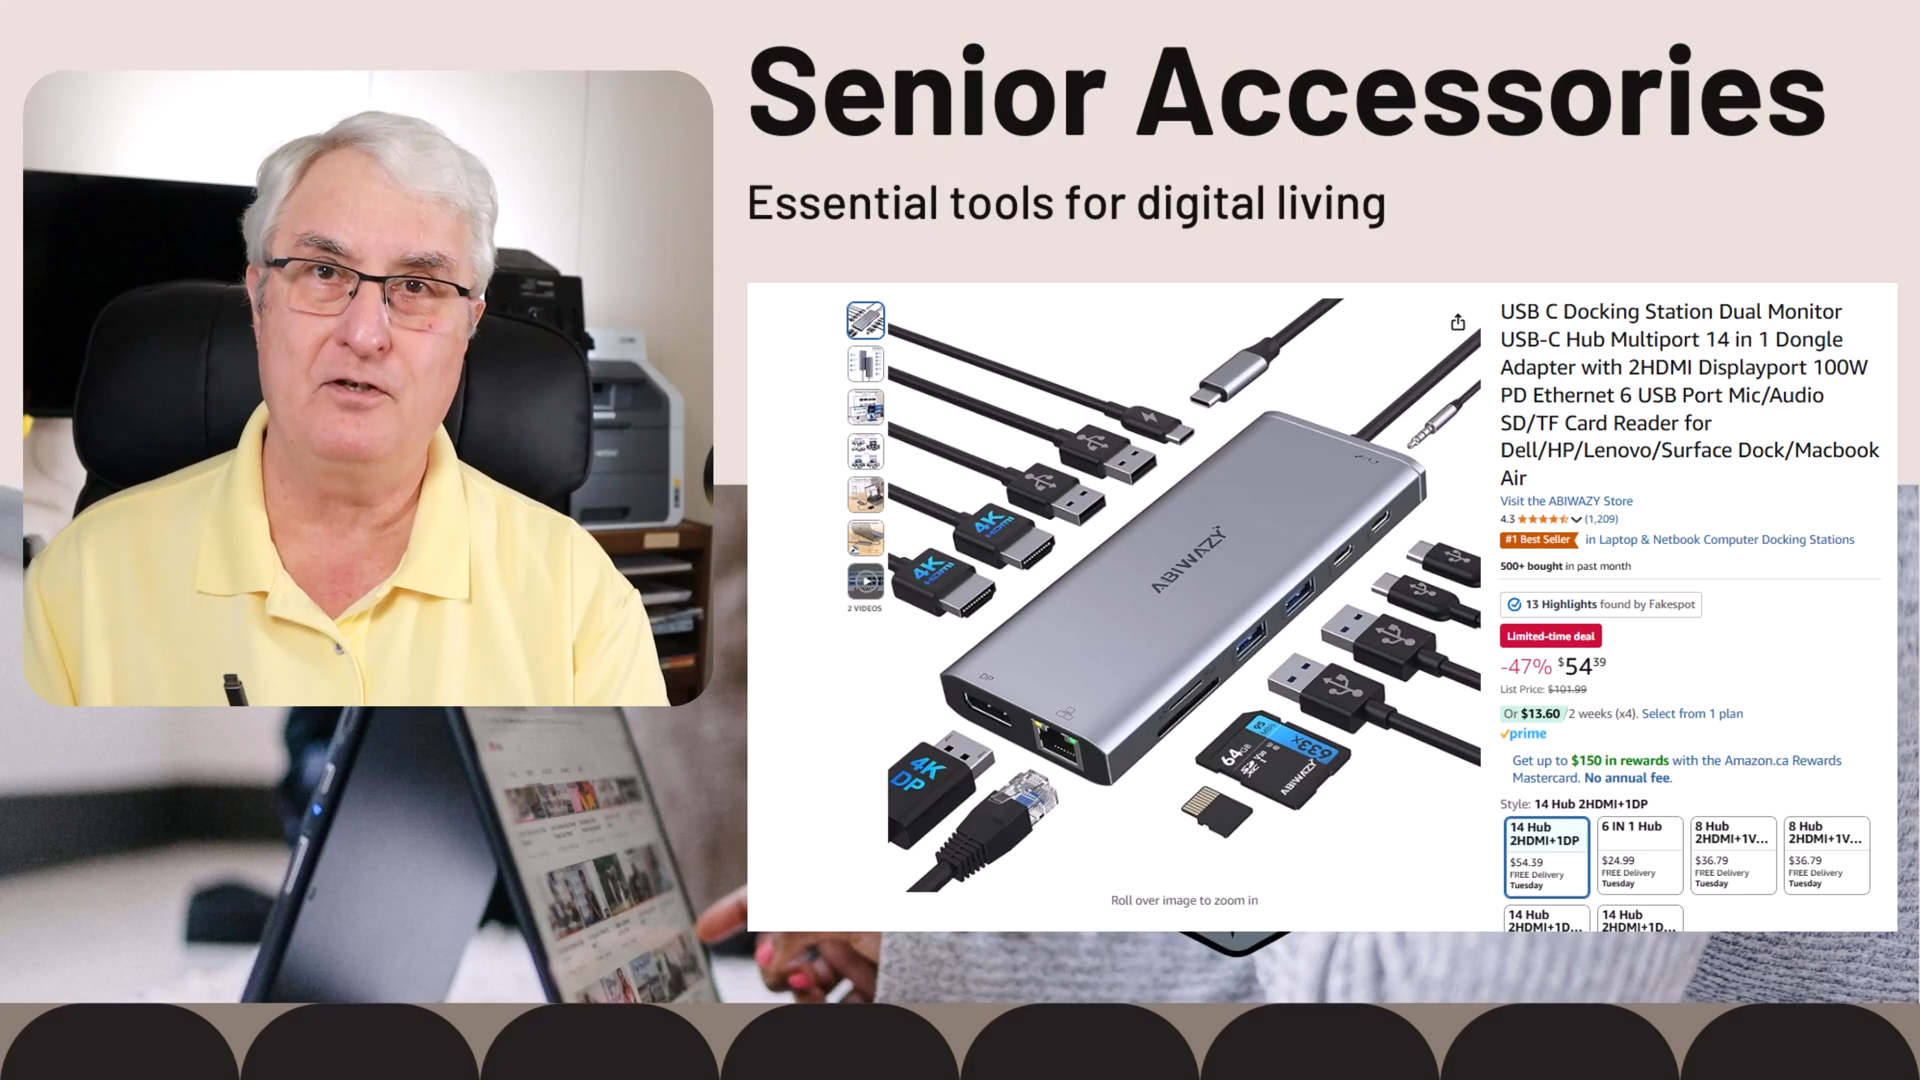 Senior Accessories
Essential tools for digital living
USB C Docking Station Dual Monitor
USB-C Hub Multiport 14 in 1 Dongle
Adapter with 2HDMI Displayport 100W
PD Ethernet 6 USB Port Mic/Audio
SD/TF Card Reader for
Dell/HP/Lenovo/Surface Dock/Macbook
Air
Visit the ABIWAZY Store
4.3 (1,209)
#1 Best Seller in Laptop & Netbook Computer Docking Stations
500+ bought in past month
13 Highlights found by Fakespot
Limited-time deal
-47% $54 39
List Price: $101.99
Or $13.60 /2 weeks (x4). Select from 1 plan
prime
Get up to $150 in rewards with the Amazon.ca Rewards
Mastercard. No annual fee.
Style: 14 Hub 2HDMI+1DP
14 Hub
2HDMI+1DP
$54.39
FREE Delivery
Tuesday
6 IN 1 Hub
$24.99
FREE Delivery
Tuesday
8 Hub
2HDMI+1V...
$36.79
FREE Delivery
Tuesday
8 Hub
2HDMI+1V...
$36.79
FREE Delivery
Tuesday
14 Hub
2HDMI+1D...
14 Hub
2HDMI+1D...
2 VIDEOS
4K
HDMI
4K
HDMI
ABIWAZY
DP
4K
DP
64GB
633X
ABIWAZY
Roll over image to zoom in